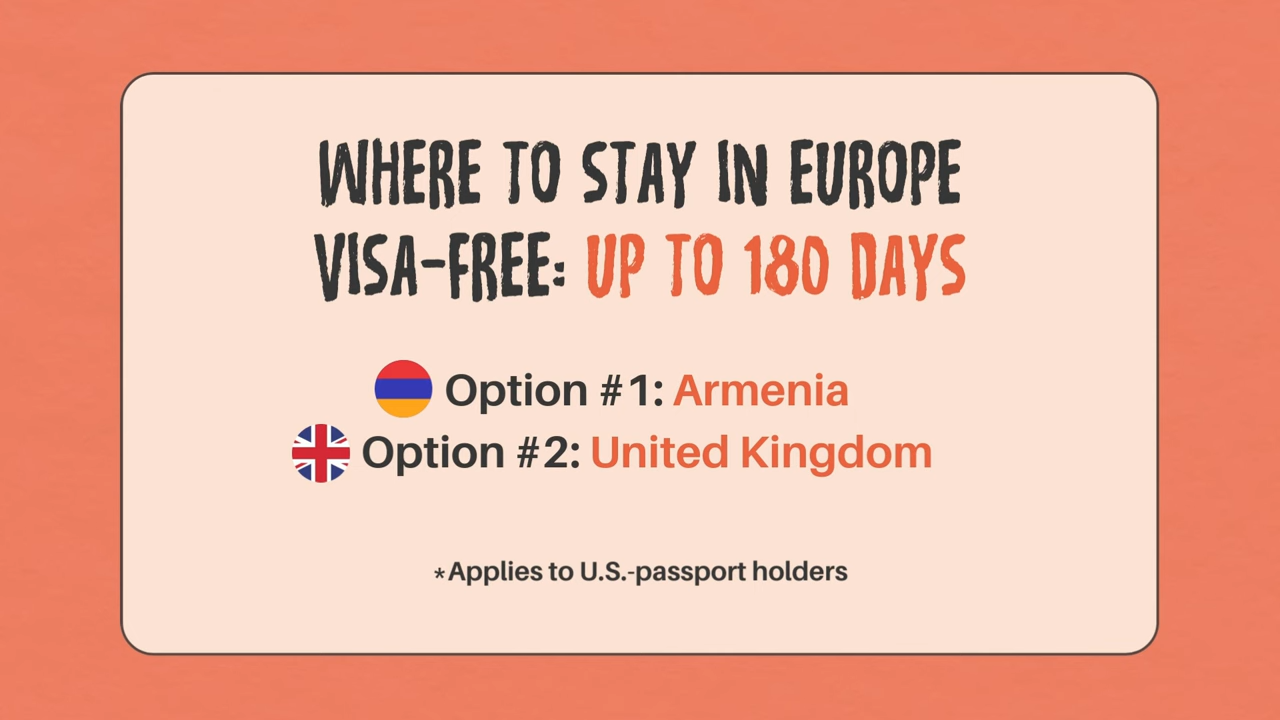 WHERE TO STAY IN EUROPE
VISA-FREE: UP TO 180 DAYS
Option #1: Armenia
Option #2: United Kingdom
*Applies to U.S.-passport holders